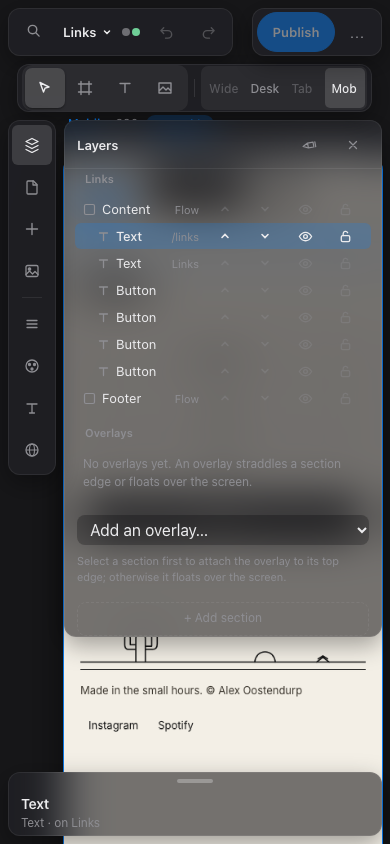 Links
Publish
...
Wide Desk Tab Mob
Layers
Links
Content Flow
Text /links
Text Links
Button
Button
Button
Button
Footer Flow
Overlays
No overlays yet. An overlay straddles a section
edge or floats over the screen.
Add an overlay...
Select a section first to attach the overlay to its top
edge; otherwise it floats over the screen.
+ Add section
Made in the small hours. © Alex Oostendurp
Instagram Spotify
Text
Text · on Links